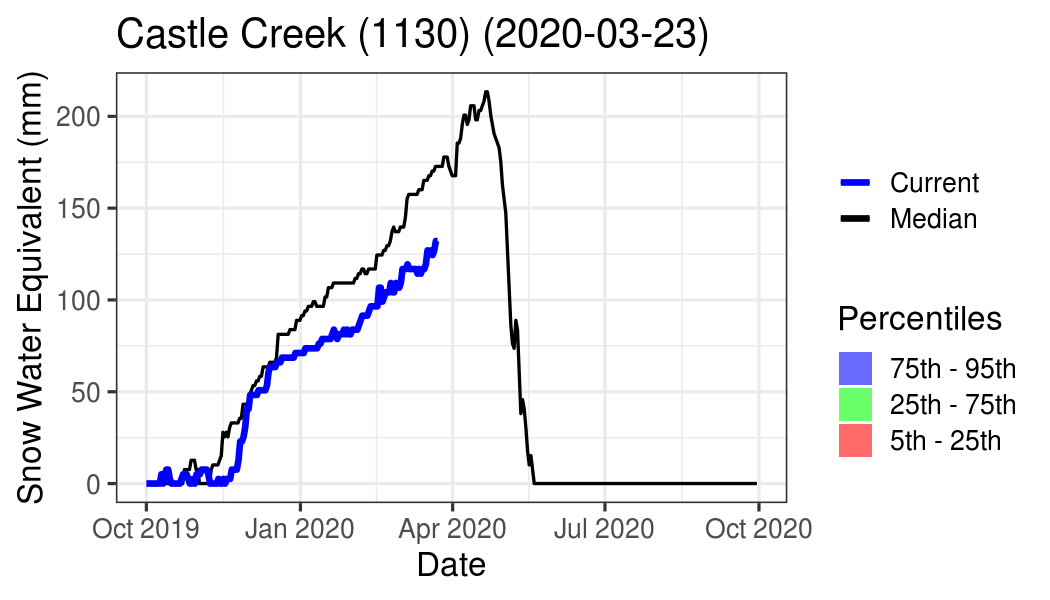 Castle Creek (1130) (2020-03-23)
Snow Water Equivalent (mm)
200
150
100
50
0
Oct 2019 Jan 2020 Apr 2020 Jul 2020 Oct 2020
Date
Current
Median
Percentiles
75th - 95th
25th - 75th
5th - 25th